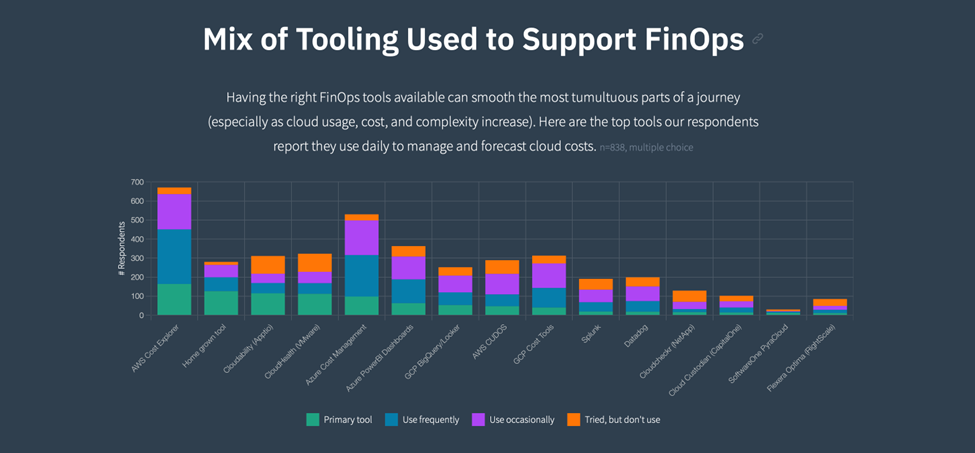 Mix of Tooling Used to Support FinOps
Having the right FinOps tools available can smooth the most tumultuous parts of a journey
(especially as cloud usage, cost, and complexity increase). Here are the top tools our respondents
report they use daily to manage and forecast cloud costs. n=838, multiple choice
# Respondents
700
600
500
400
300
200
100
0
AWS Cost Explorer
Home grown tool
Cloudability (Apptio)
CloudHealth (VMware)
Azure Cost Management
Azure PowerBI Dashboards
GCP BigQuery/Looker
AWS CUDOS
GCP Cost Tools
Splunk
Datadog
Cloudcheckr (NetApp)
Cloud Custodian (CapitalOne)
SoftwareOne PyraCloud
Flexera Optima (RightScale)
Primary tool
Use frequently
Use occasionally
Tried, but don't use